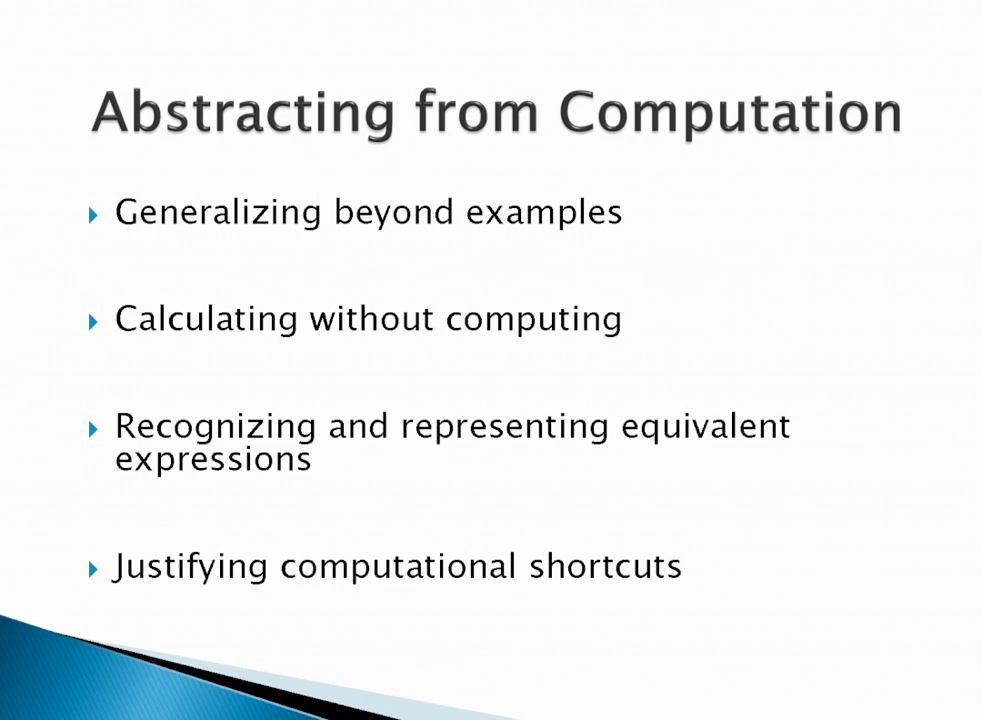 Abstracting from Computation
Generalizing beyond examples
Calculating without computing
Recognizing and representing equivalent
expressions
Justifying computational shortcuts